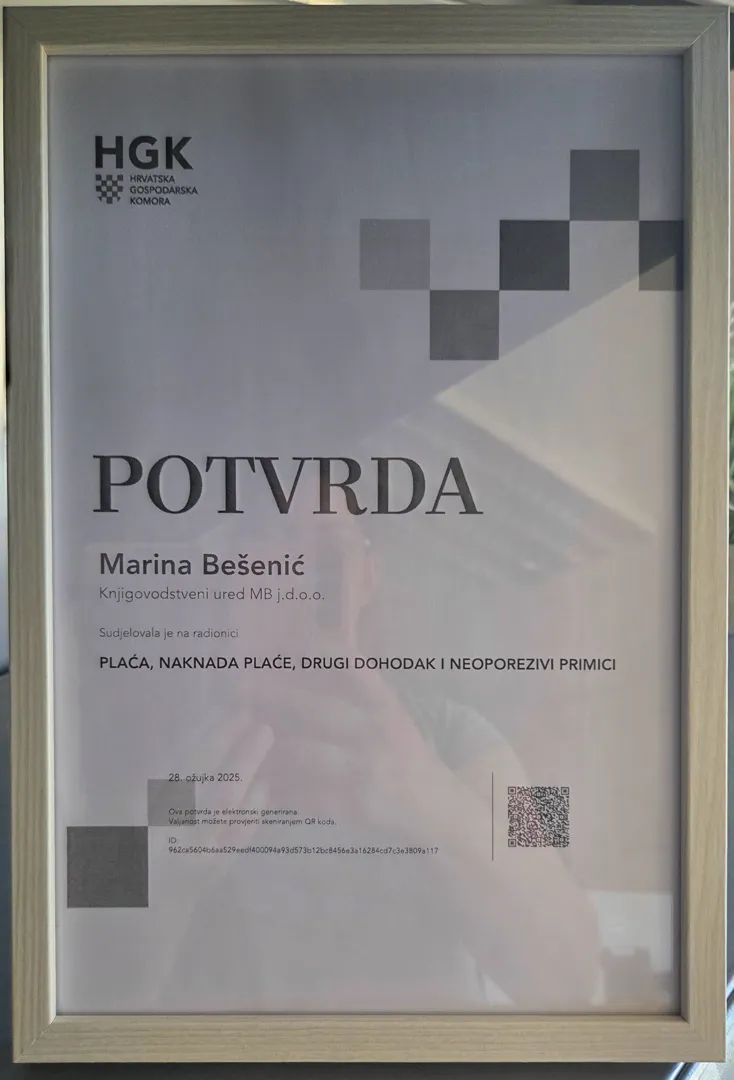 HGK
HRVATSKA
GOSPODARSKA
KOMORA
POTVRDA
Marina Bešenić
Knjigovodstveni ured MB j.d.o.o.
Sudjelovala je na radionici
PLAĆA, NAKNADA PLAĆE, DRUGI DOHODAK I NEOPOREZIVI PRIMICI
28. ožujka 2025.
Ova potvrda je elektronski generirana.
Valjanost možete provjeriti skeniranjem QR koda.
ID:
962ca5604b6aa529eedf400094a93d573b12bc8456e3a16284cd7c3e3809a117